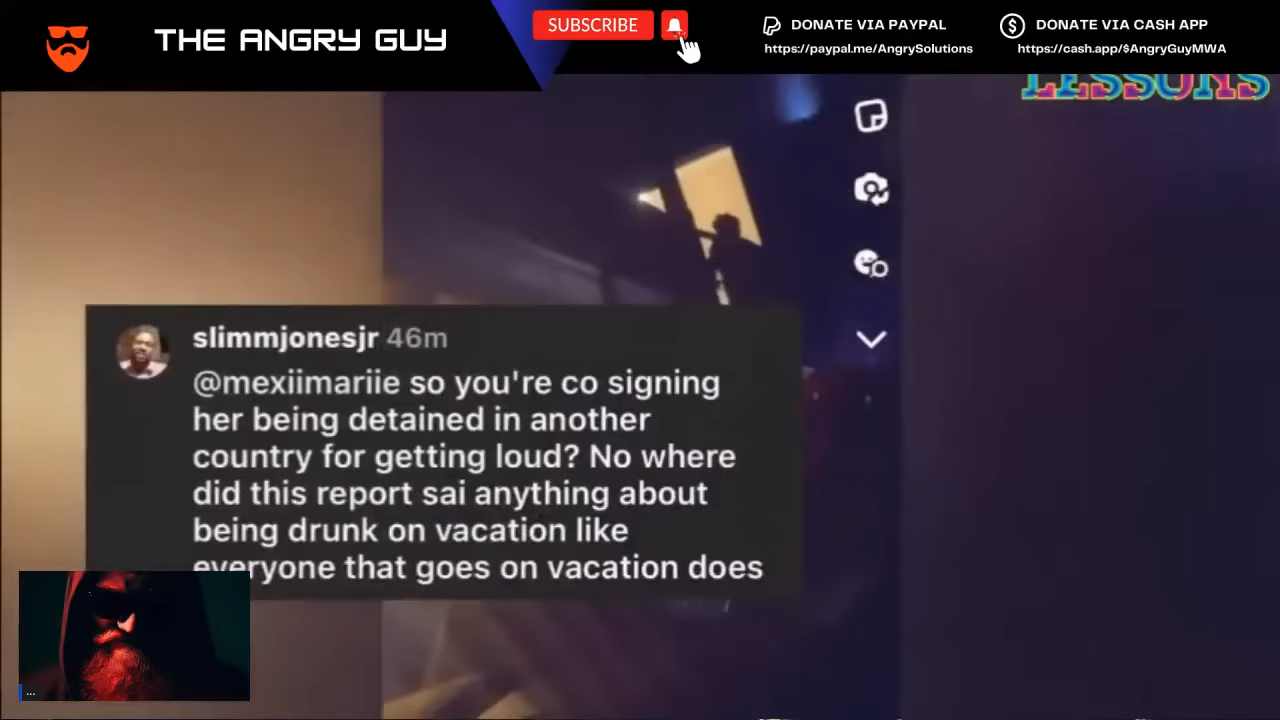 THE ANGRY GUY
SUBSCRIBE
DONATE VIA PAYPAL
https://paypal.me/AngrySolutions
DONATE VIA CASH APP
https://cash.app/$AngryGuyMWA
LESSONS
slimmjonesjr 46m
@mexiimariie so you're co signing
her being detained in another
country for getting loud? No where
did this report sai anything about
being drunk on vacation like
everyone that goes on vacation does
...